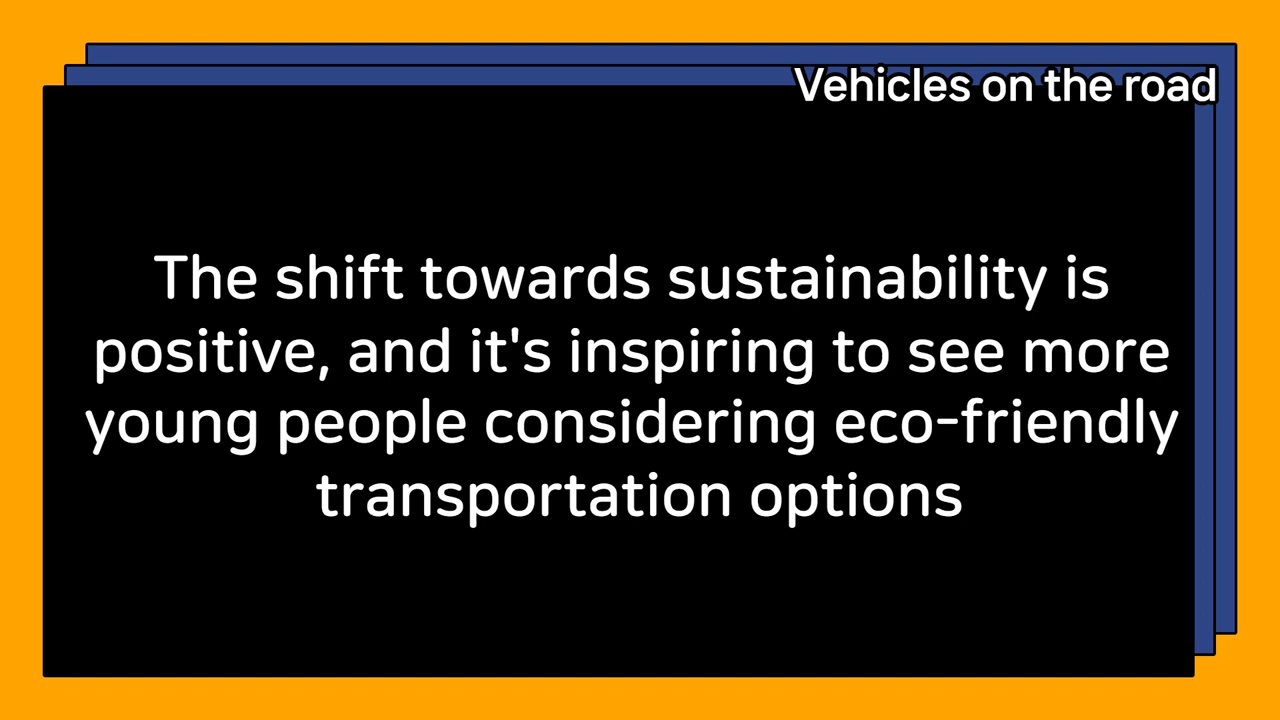 Vehicles on the road
The shift towards sustainability is
positive, and it's inspiring to see more
young people considering eco-friendly
transportation options